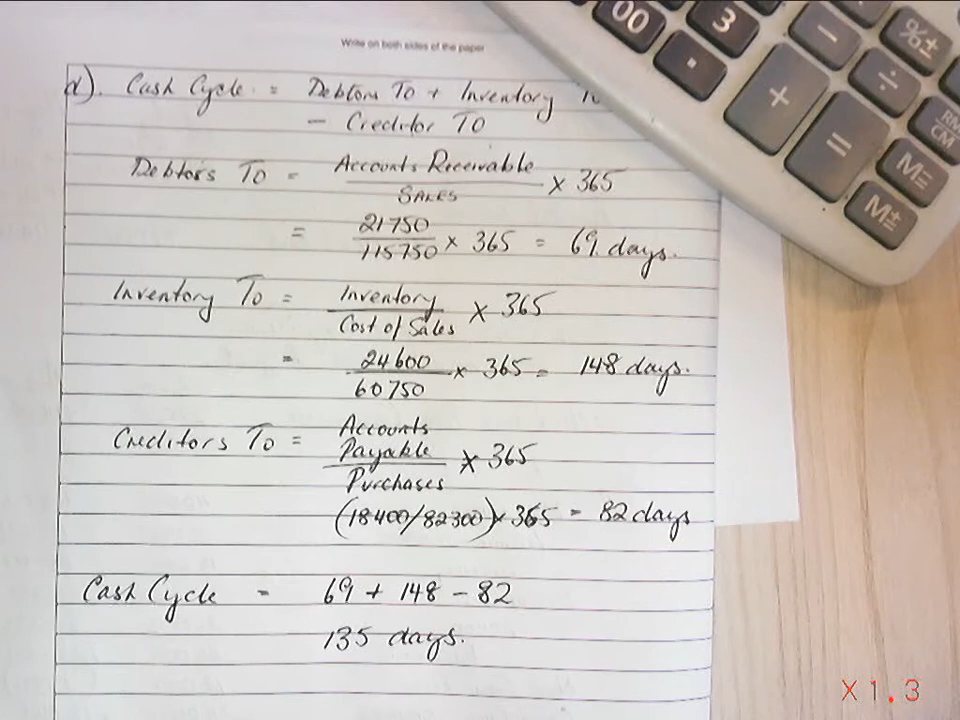 Write on both sides of the paper
d). Cash Cycle = Debtors To + Inventory To
- Creditor TO
Debtors To = Accounts Receivable / SALES x 365
= 21750 / 115750 x 365 = 69 days.
Inventory To = Inventory / Cost of Sales x 365
= 24600 / 60750 x 365 = 148 days.
Creditors To = Accounts Payable / Purchases x 365
(18400/82300) x 365 = 82 days
Cash Cycle = 69 + 148 - 82
135 days.
00
3
-
%±
.
+
÷
=
RM
CM
M=
M±
X1.3